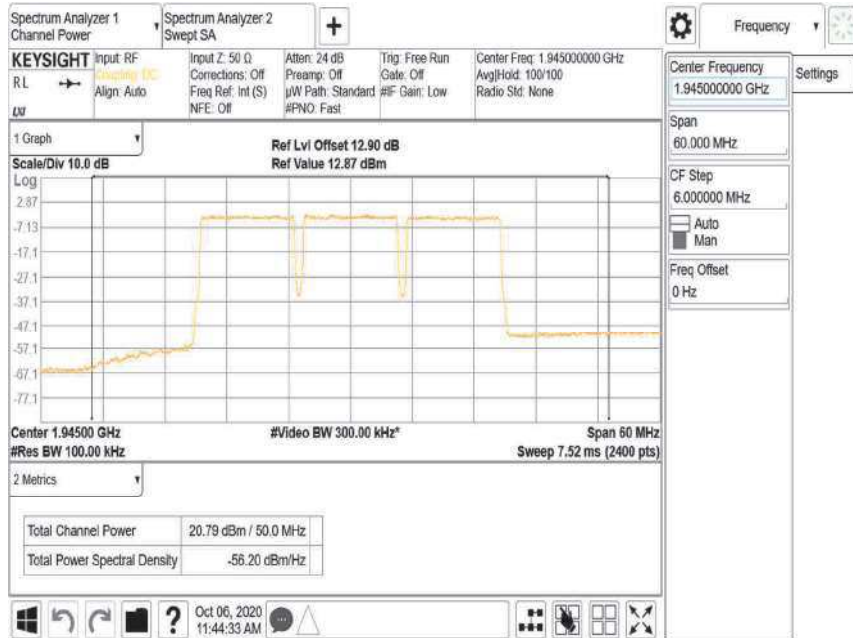 Spectrum Analyzer 1
Channel Power
Spectrum Analyzer 2
Swept SA
+
Frequency
KEYSIGHT
RL
Input: RF
Coupling: DC
Align: Auto
Input Z: 50 Ω
Corrections: Off
Freq Ref: Int (S)
NFE: Off
Atten: 24 dB
Preamp: Off
µW Path: Standard
#PNO: Fast
Trig: Free Run
Gate: Off
#IF Gain: Low
Center Freq: 1.945000000 GHz
Avg|Hold: 100/100
Radio Std: None
Center Frequency
1.945000000 GHz
Settings
Span
60.000 MHz
CF Step
6.000000 MHz
Auto
Man
Freq Offset
0 Hz
1 Graph
Scale/Div 10.0 dB
Ref Lvl Offset 12.90 dB
Ref Value 12.87 dBm
Log
2.87
-7.13
-17.1
-27.1
-37.1
-47.1
-57.1
-67.1
-77.1
Center 1.94500 GHz
#Video BW 300.00 kHz*
Span 60 MHz
#Res BW 100.00 kHz
Sweep 7.52 ms (2400 pts)
2 Metrics
Total Channel Power 20.79 dBm / 50.0 MHz
Total Power Spectral Density -56.20 dBm/Hz
?
Oct 06, 2020
11:44:33 AM